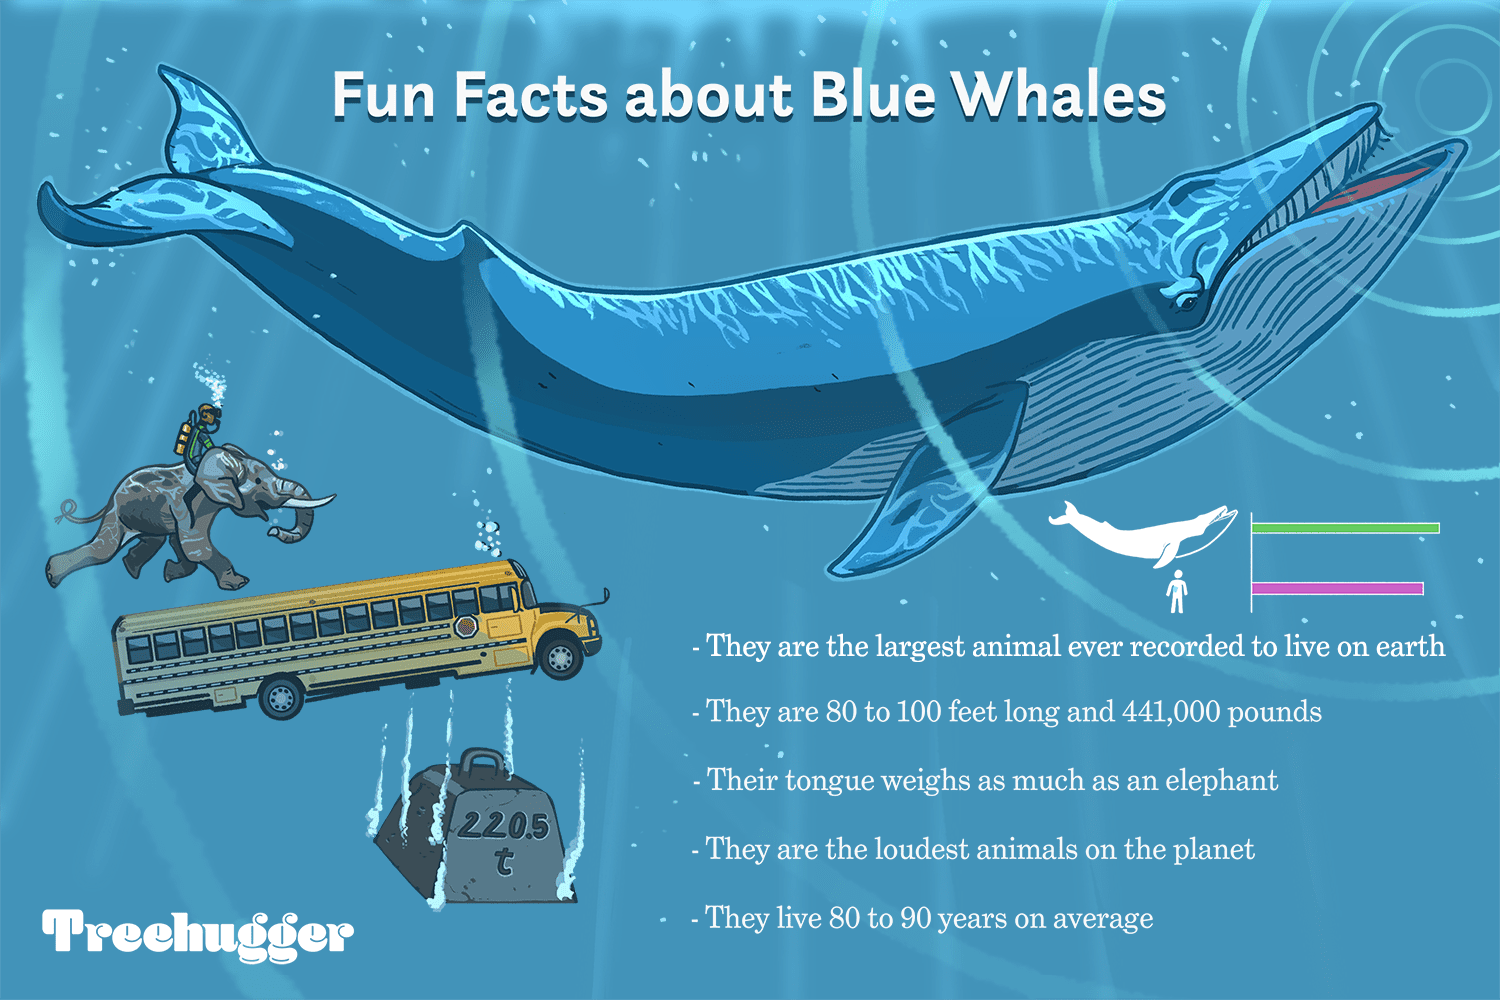 Fun Facts about Blue Whales
- They are the largest animal ever recorded to live on earth
- They are 80 to 100 feet long and 441,000 pounds
- Their tongue weighs as much as an elephant
- They are the loudest animals on the planet
- They live 80 to 90 years on average
220.5
t
Treehugger